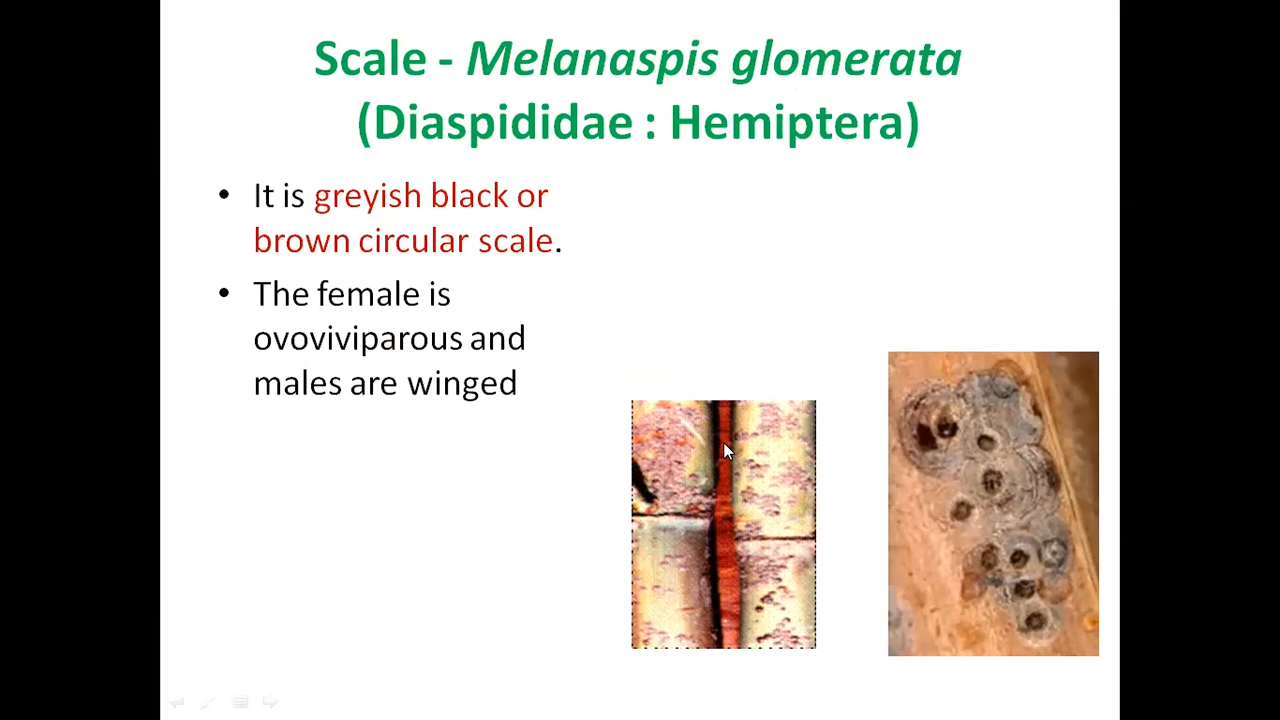 Scale - Melanaspis glomerata
(Diaspididae : Hemiptera)
• It is greyish black or
brown circular scale.
• The female is
ovoviviparous and
males are winged